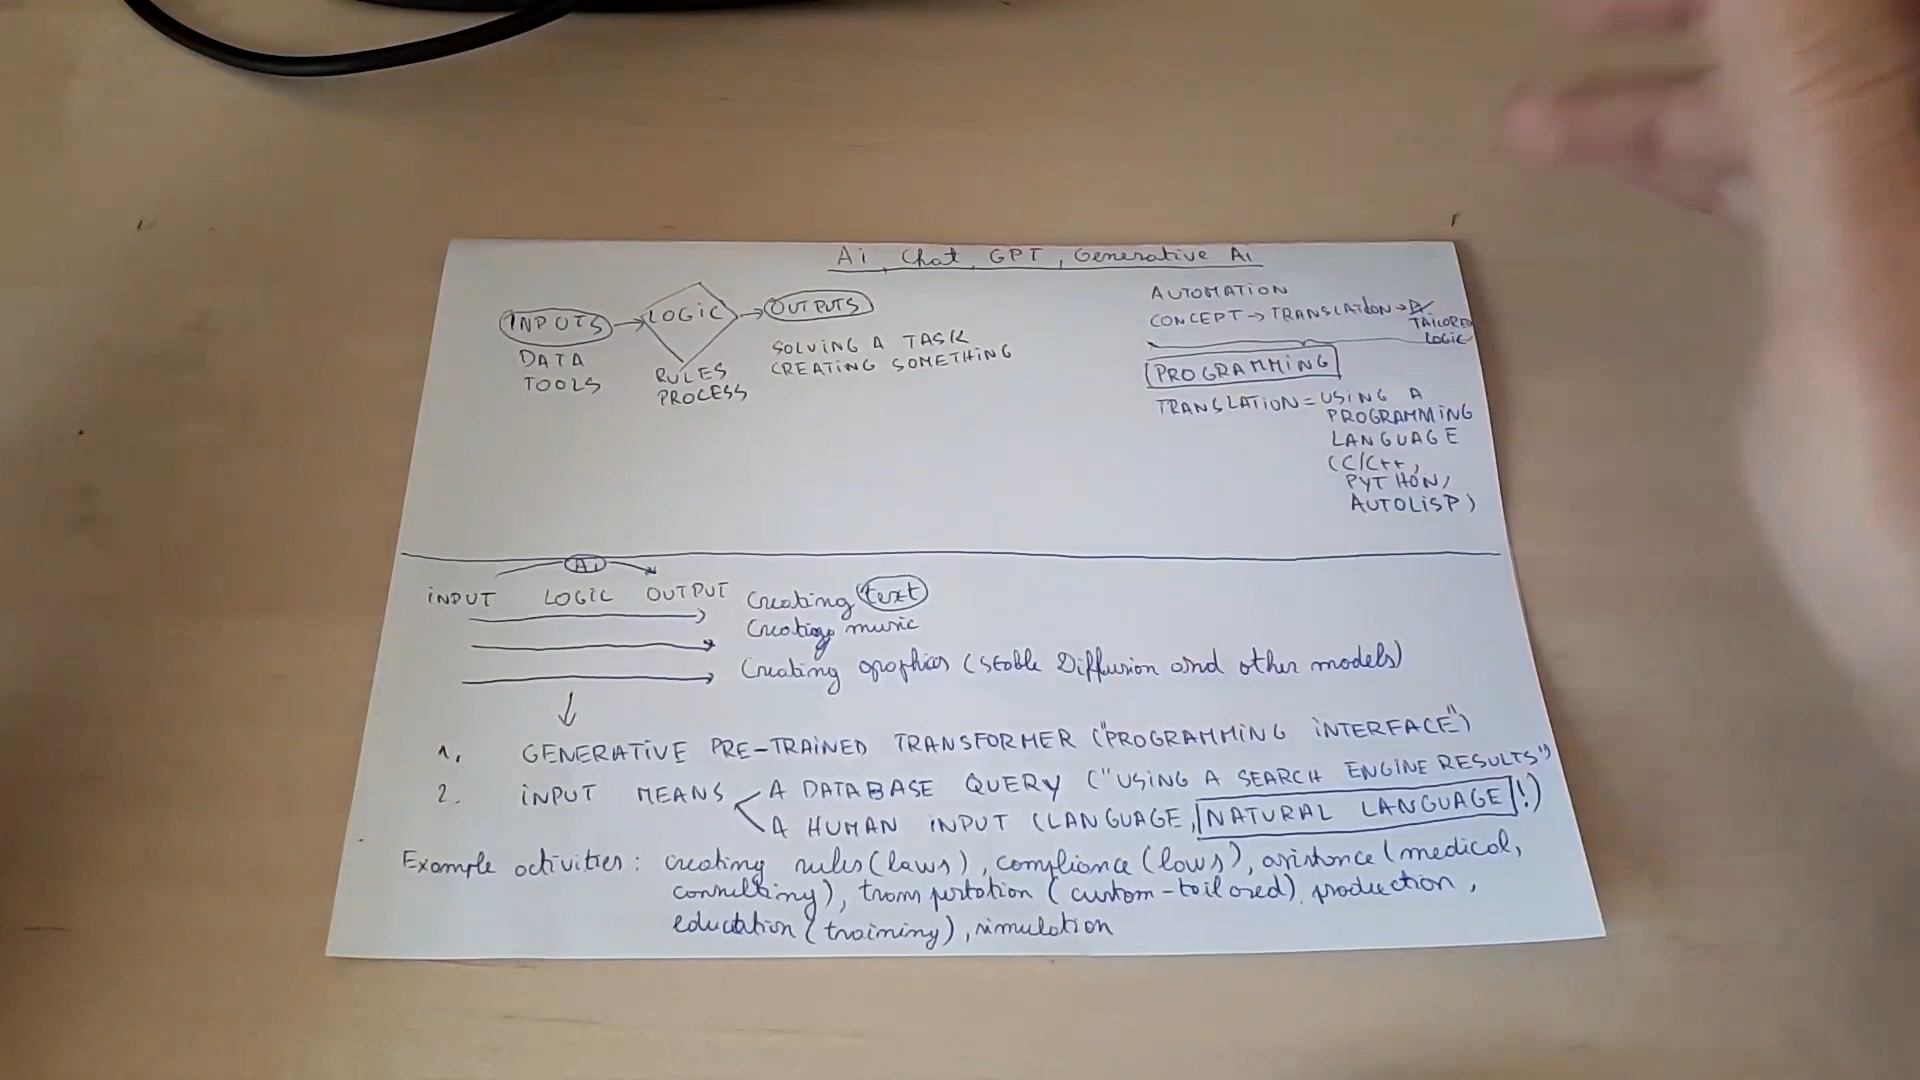 Ai, Chat GPT, Generative Ai
INPUTS → LOGIC → OUTPUTS
DATA
TOOLS
RULES
PROCESS
SOLVING A TASK
CREATING SOMETHING
AUTOMATION
CONCEPT → TRANSLATION →
TAILORED
LOGIC
PROGRAMMING
TRANSLATION = USING A
PROGRAMMING
LANGUAGE
(C/C++,
PYTHON,
AUTOLISP)
Ai
INPUT LOGIC OUTPUT
Creating text
Creating music
Creating graphics (Stable Diffusion and other models)
1. GENERATIVE PRE-TRAINED TRANSFORMER ("PROGRAMMING INTERFACE")
2. INPUT MEANS A DATABASE QUERY ("USING A SEARCH ENGINE RESULTS")
A HUMAN INPUT (LANGUAGE, NATURAL LANGUAGE!)
Example activities: creating rules (laws), compliance (laws), assistance (medical,
consulting), transportation (custom-tailored), production,
education (training), simulation